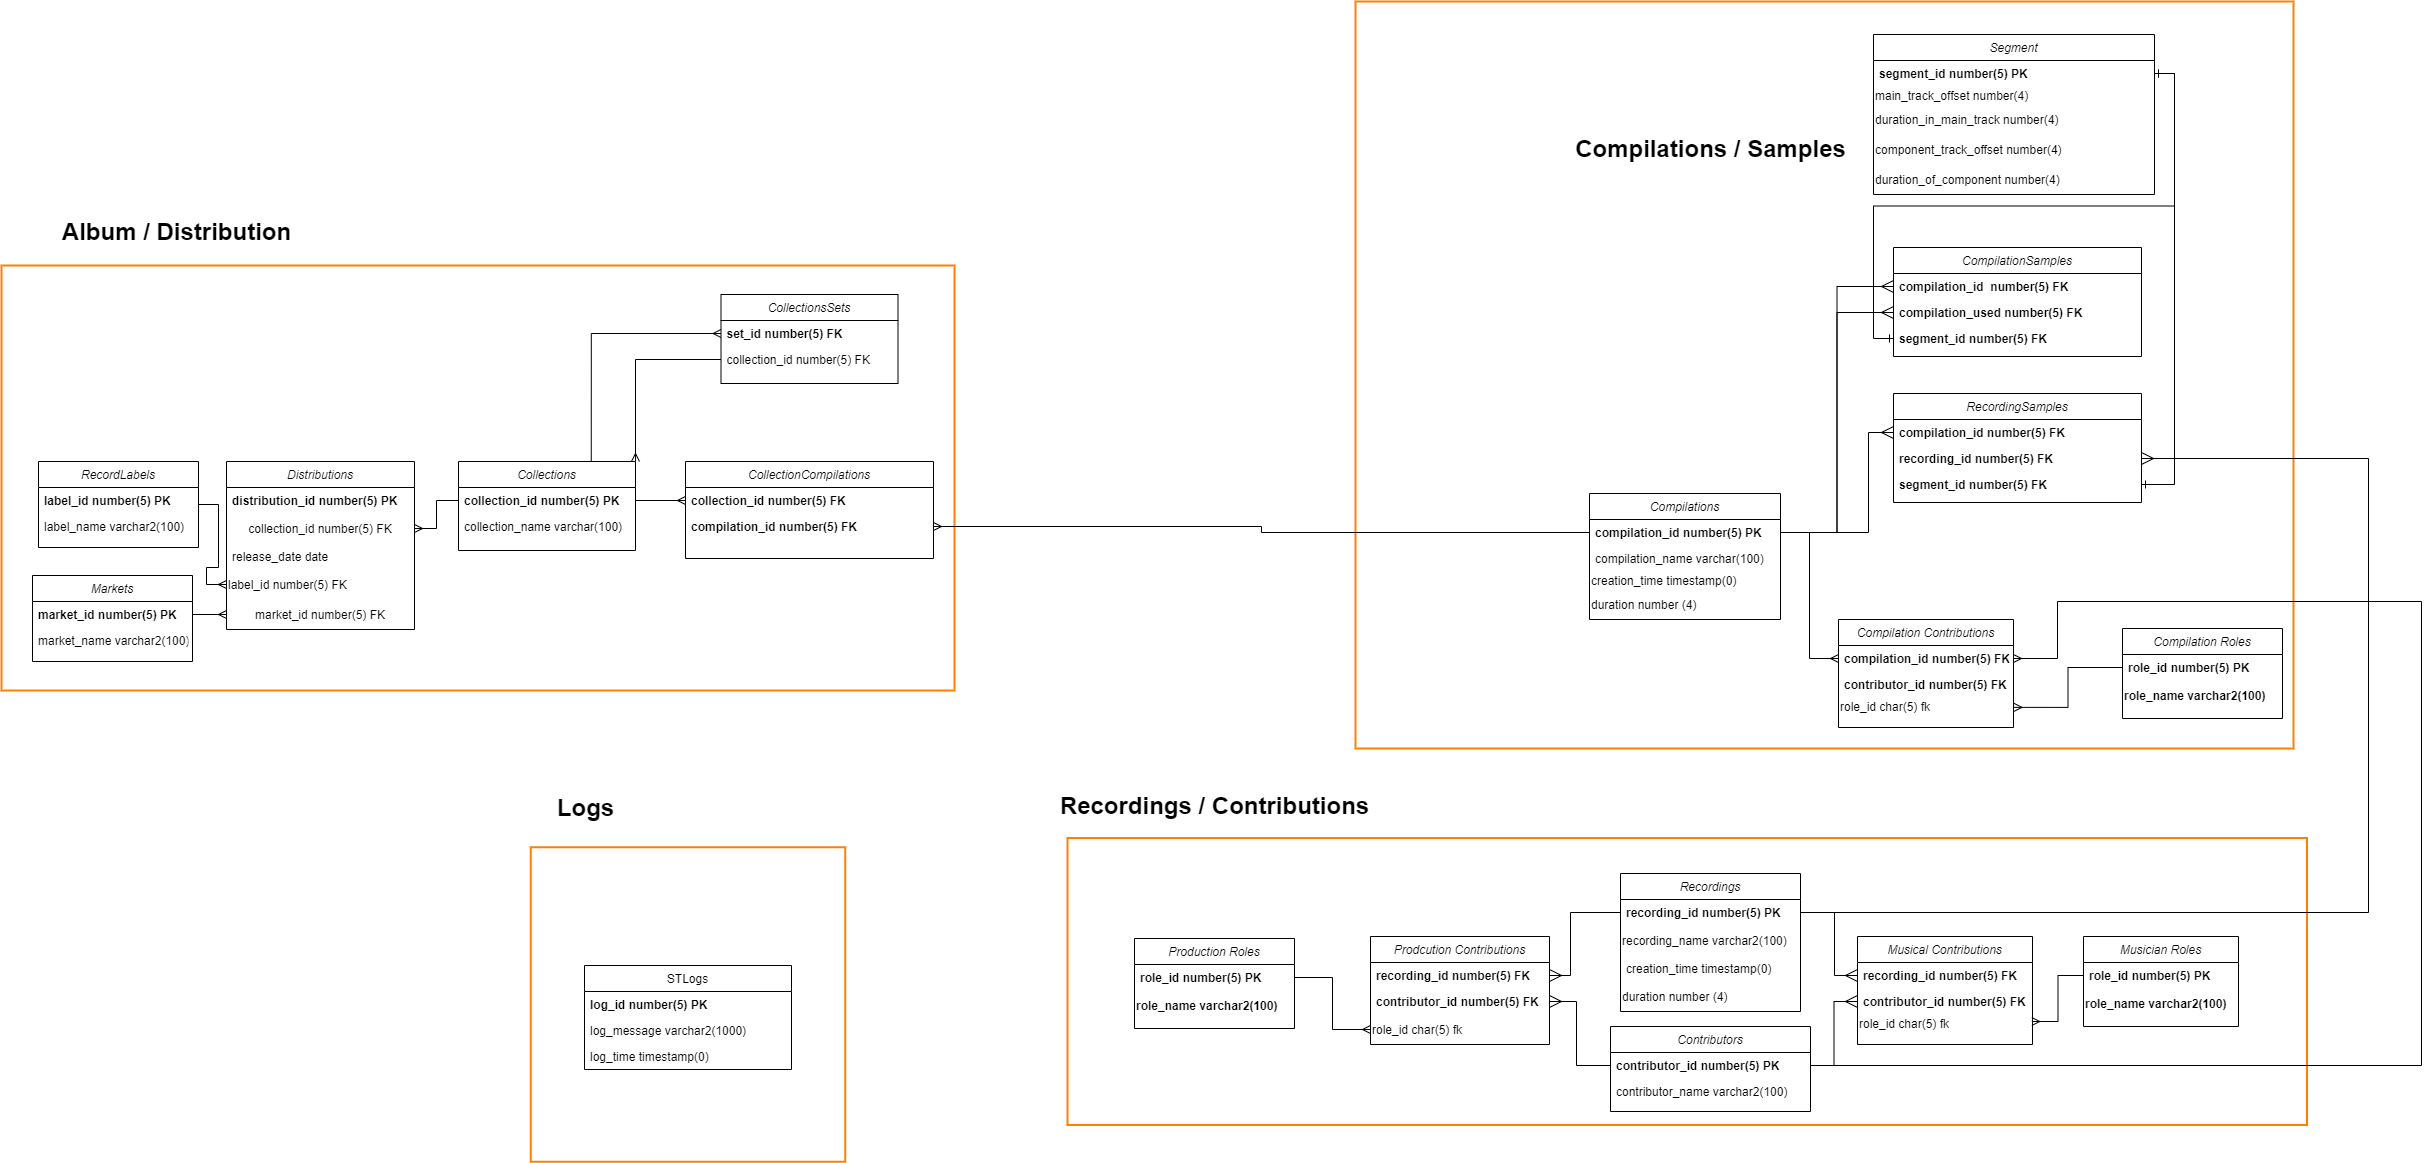 Album / Distribution
CollectionsSets
set_id number(5) FK
collection_id number(5) FK
RecordLabels
label_id number(5) PK
label_name varchar2(100)
Markets
market_id number(5) PK
market_name varchar2(100)
Distributions
distribution_id number(5) PK
collection_id number(5) FK
release_date date
label_id number(5) FK
market_id number(5) FK
Collections
collection_id number(5) PK
collection_name varchar(100)
CollectionCompilations
collection_id number(5) FK
compilation_id number(5) FK
Compilations / Samples
Segment
segment_id number(5) PK
main_track_offset number(4)
duration_in_main_track number(4)
component_track_offset number(4)
duration_of_component number(4)
CompilationSamples
compilation_id  number(5) FK
compilation_used number(5) FK
segment_id number(5) FK
RecordingSamples
compilation_id number(5) FK
recording_id number(5) FK
segment_id number(5) FK
Compilations
compilation_id number(5) PK
compilation_name varchar(100)
creation_time timestamp(0)
duration number (4)
Compilation Contributions
compilation_id number(5) FK
contributor_id number(5) FK
role_id char(5) fk
Compilation Roles
role_id number(5) PK
role_name varchar2(100)
Logs
STLogs
log_id number(5) PK
log_message varchar2(1000)
log_time timestamp(0)
Recordings / Contributions
Production Roles
role_id number(5) PK
role_name varchar2(100)
Prodcution Contributions
recording_id number(5) FK
contributor_id number(5) FK
role_id char(5) fk
Recordings
recording_id number(5) PK
recording_name varchar2(100)
creation_time timestamp(0)
duration number (4)
Contributors
contributor_id number(5) PK
contributor_name varchar2(100)
Musical Contributions
recording_id number(5) FK
contributor_id number(5) FK
role_id char(5) fk
Musician Roles
role_id number(5) PK
role_name varchar2(100)